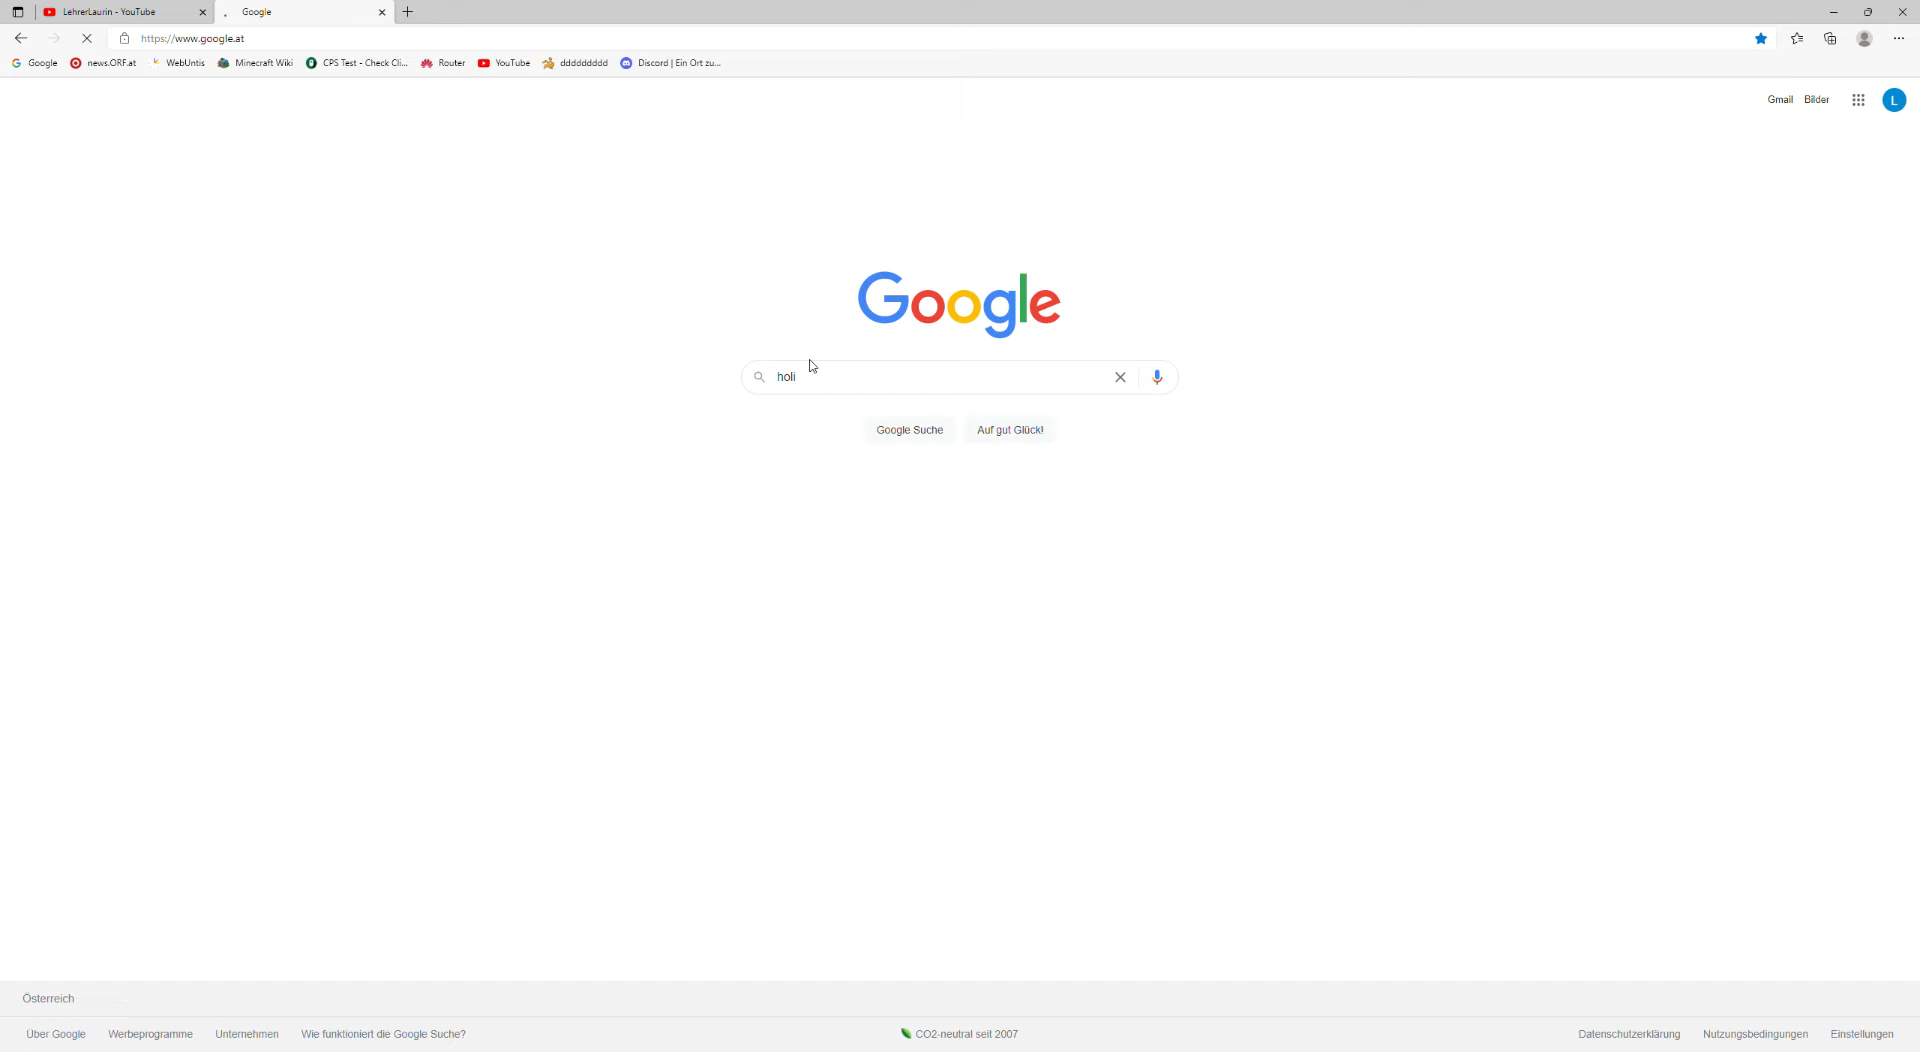 LehrerLaurin - YouTube
Google
https://www.google.at
Google news.ORF.at WebUntis Minecraft Wiki CPS Test - Check Cli... Router YouTube ddddddddd Discord | Ein Ort zu...
Gmail Bilder L
Google
holi
Google Suche Auf gut Glück!
Österreich
Über Google Werbeprogramme Unternehmen Wie funktioniert die Google Suche? CO2-neutral seit 2007 Datenschutzerklärung Nutzungsbedingungen Einstellungen